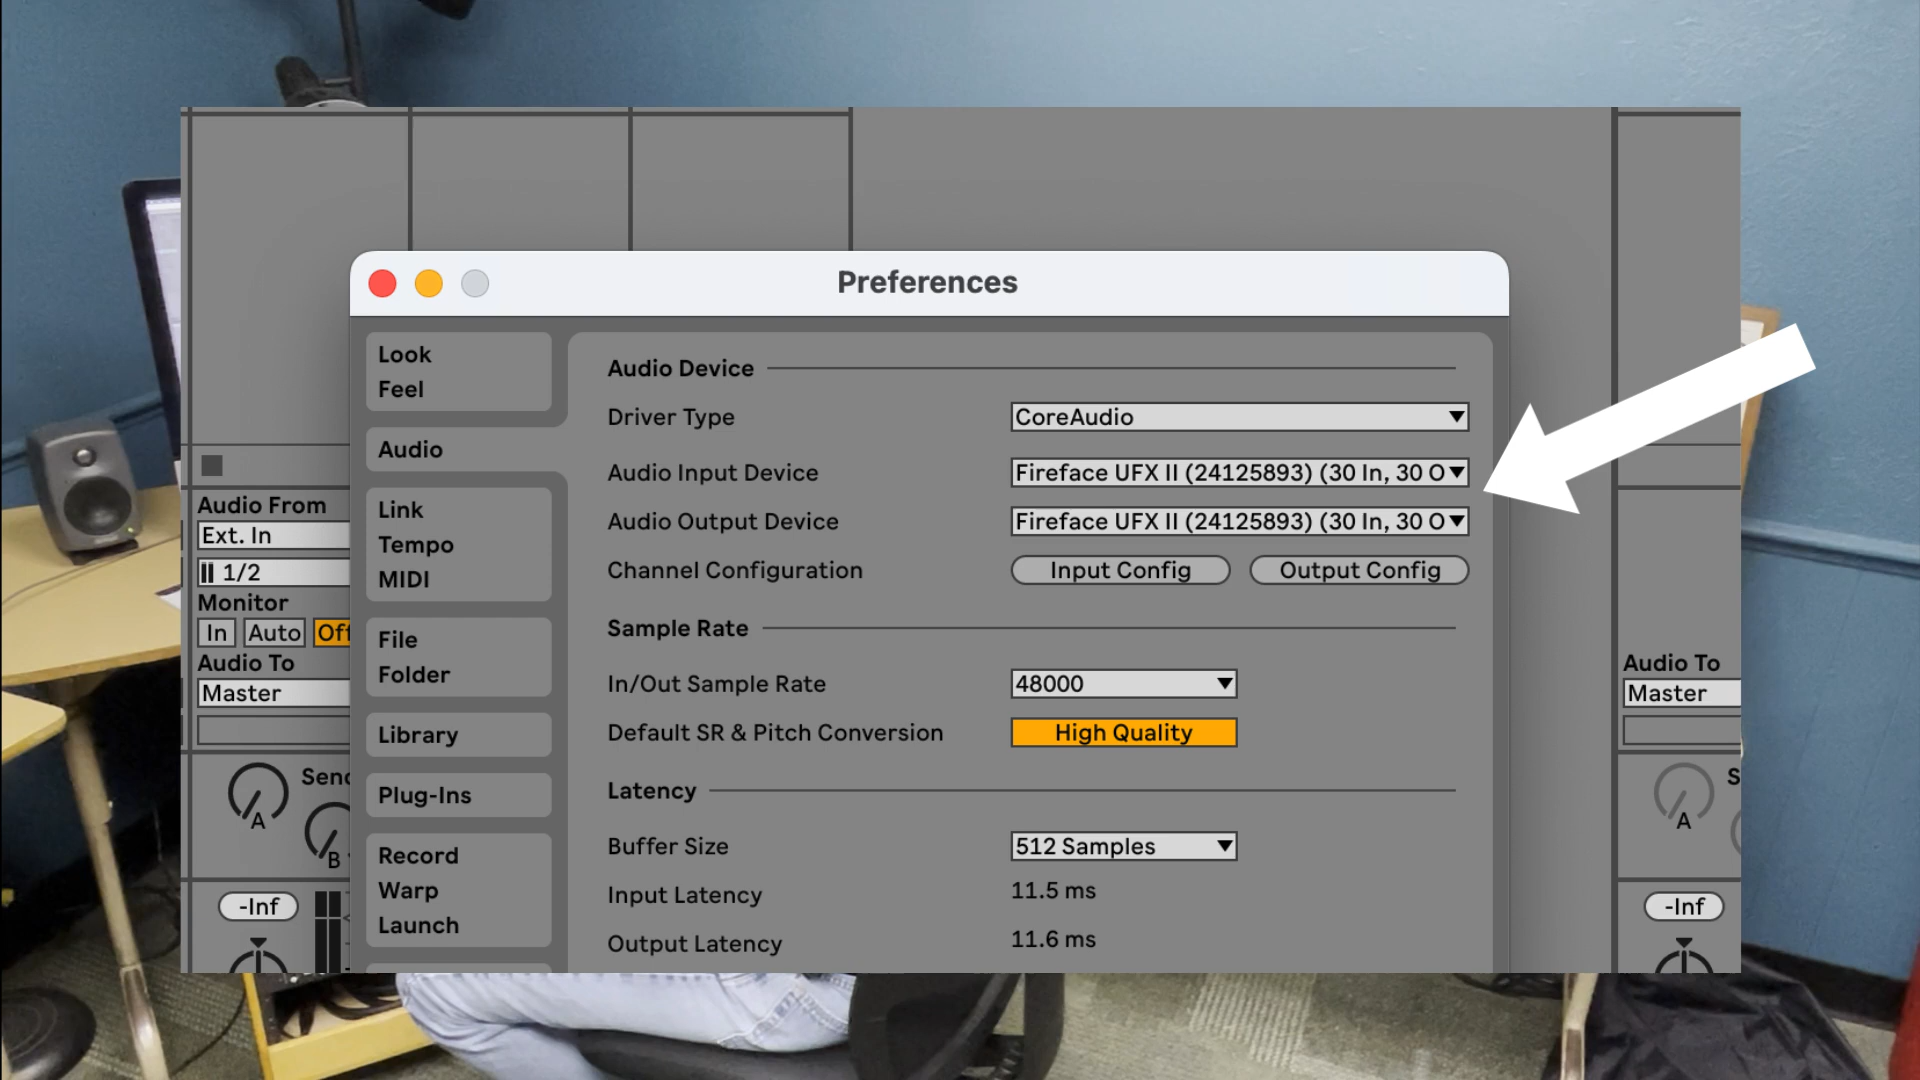 Preferences
Look
Feel
Audio
Link
Tempo
MIDI
File
Folder
Library
Plug-Ins
Record
Warp
Launch
Audio Device
Driver Type CoreAudio
Audio Input Device Fireface UFX II (24125893) (30 In, 30 O
Audio Output Device Fireface UFX II (24125893) (30 In, 30 O
Channel Configuration Input Config Output Config
Sample Rate
In/Out Sample Rate 48000
Default SR & Pitch Conversion High Quality
Latency
Buffer Size 512 Samples
Input Latency 11.5 ms
Output Latency 11.6 ms
Audio From
Ext. In
1/2
Monitor
In Auto Off
Audio To
Master
Send
A
B
-Inf
Audio To
Master
S
A
-Inf